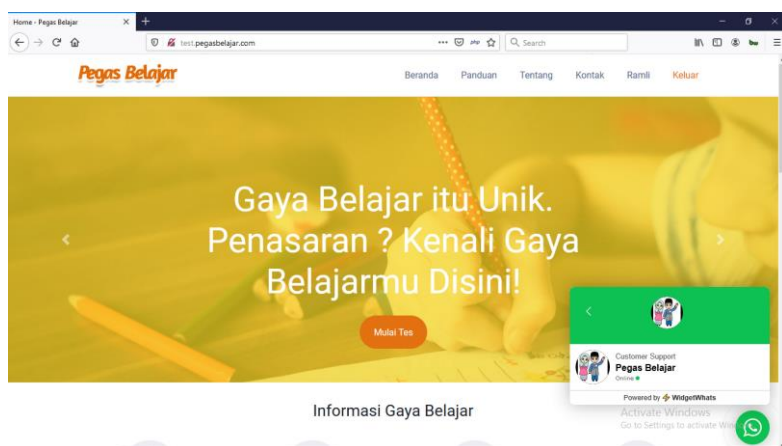 Home - Pegas Belajar
test.pegasbelajar.com
Search
Pegas Belajar
Beranda Panduan Tentang Kontak Ramli Keluar
Gaya Belajar itu Unik.
Penasaran ? Kenali Gaya
Belajarmu Disini!
Mulai Tes
Customer Support
Pegas Belajar
Online
Powered by WidgetWhats
Informasi Gaya Belajar
Activate Windows
Go to Settings to activate